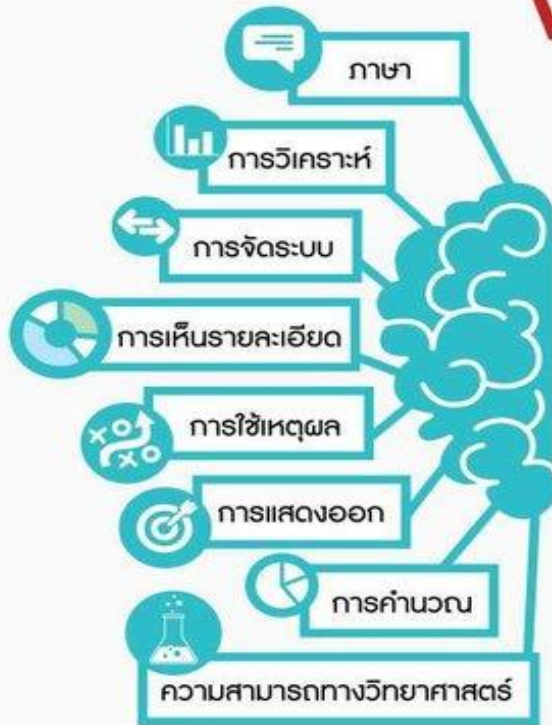 ภาษา
การวิเคราะห์
การจัดระบบ
การเห็นรายละเอียด
การใช้เหตุผล
การแสดงออก
การคำนวณ
ความสามารถทางวิทยาศาสตร์